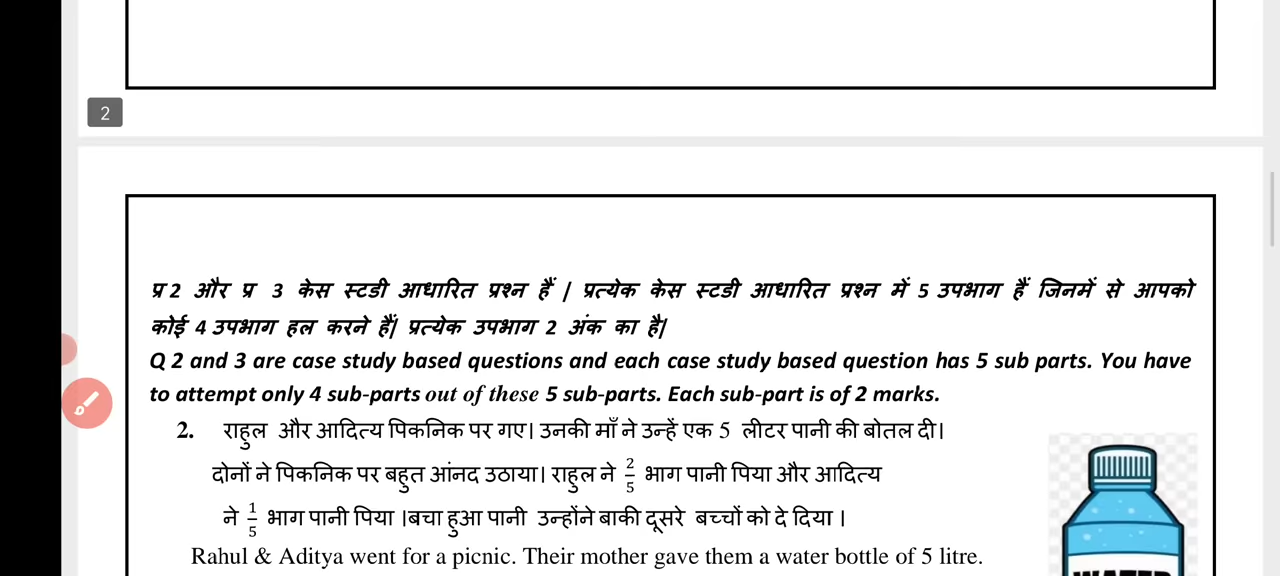 2
प्र 2 और प्र 3 केस स्टडी आधारित प्रश्न हैं | प्रत्येक केस स्टडी आधारित प्रश्न में 5 उपभाग हैं जिनमें से आपको
कोई 4 उपभाग हल करने हैं| प्रत्येक उपभाग 2 अंक का है|
Q 2 and 3 are case study based questions and each case study based question has 5 sub parts. You have
to attempt only 4 sub-parts out of these 5 sub-parts. Each sub-part is of 2 marks.
2. राहुल और आदित्य पिकनिक पर गए। उनकी माँ ने उन्हें एक 5 लीटर पानी की बोतल दी।
दोनों ने पिकनिक पर बहुत आंनद उठाया। राहुल ने 2/5 भाग पानी पिया और आदित्य
ने 1/5 भाग पानी पिया ।बचा हुआ पानी उन्होंने बाकी दूसरे बच्चों को दे दिया ।
Rahul & Aditya went for a picnic. Their mother gave them a water bottle of 5 litre.
WATER